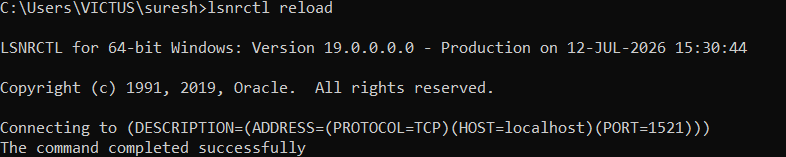 C:\Users\VICTUS\suresh>lsnrctl reload
LSNRCTL for 64-bit Windows: Version 19.0.0.0.0 - Production on 12-JUL-2026 15:30:44
Copyright (c) 1991, 2019, Oracle.  All rights reserved.
Connecting to (DESCRIPTION=(ADDRESS=(PROTOCOL=TCP)(HOST=localhost)(PORT=1521)))
The command completed successfully